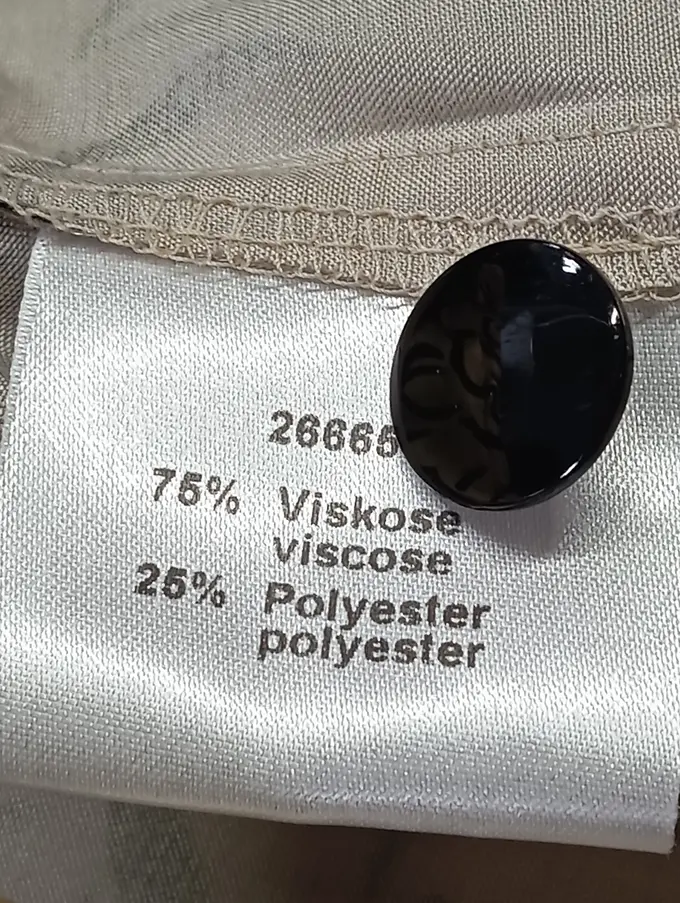 26665
75% Viskose
viscose
25% Polyester
polyester